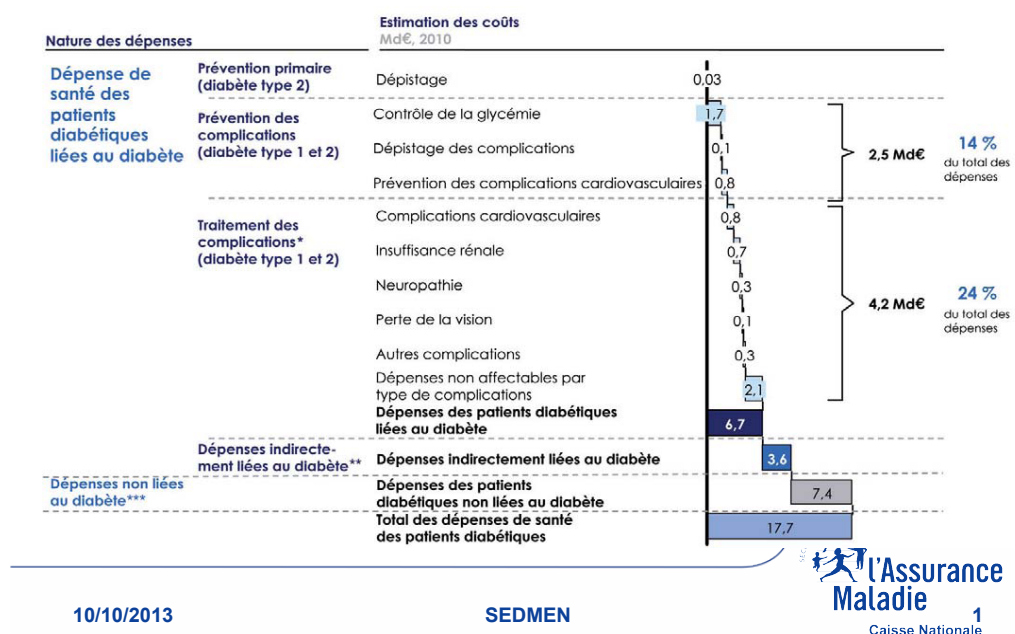 Estimation des coûts
Nature des dépenses
Md€, 2010
Dépense de
santé des
patients
diabétiques
liées au diabète
Prévention primaire
(diabète type 2)
Dépistage
0,03
Prévention des
complications
(diabète type 1 et 2)
Contrôle de la glycémie
1,7
Dépistage des complications
0,1
Prévention des complications cardiovasculaires
0,8
2,5 Md€
14 %
du total des
dépenses
Traitement des
complications*
(diabète type 1 et 2)
Complications cardiovasculaires
0,8
Insuffisance rénale
0,7
Neuropathie
0,3
Perte de la vision
0,1
Autres complications
0,3
Dépenses non affectables par
type de complications
2,1
4,2 Md€
24 %
du total des
dépenses
Dépenses des patients diabétiques
liées au diabète
6,7
Dépenses indirecte-
ment liées au diabète**
Dépenses indirectement liées au diabète
3,6
Dépenses non liées
au diabète***
Dépenses des patients
diabétiques non liées au diabète
7,4
Total des dépenses de santé
des patients diabétiques
17,7
l'Assurance
Maladie
Caisse Nationale
10/10/2013
SEDMEN
1